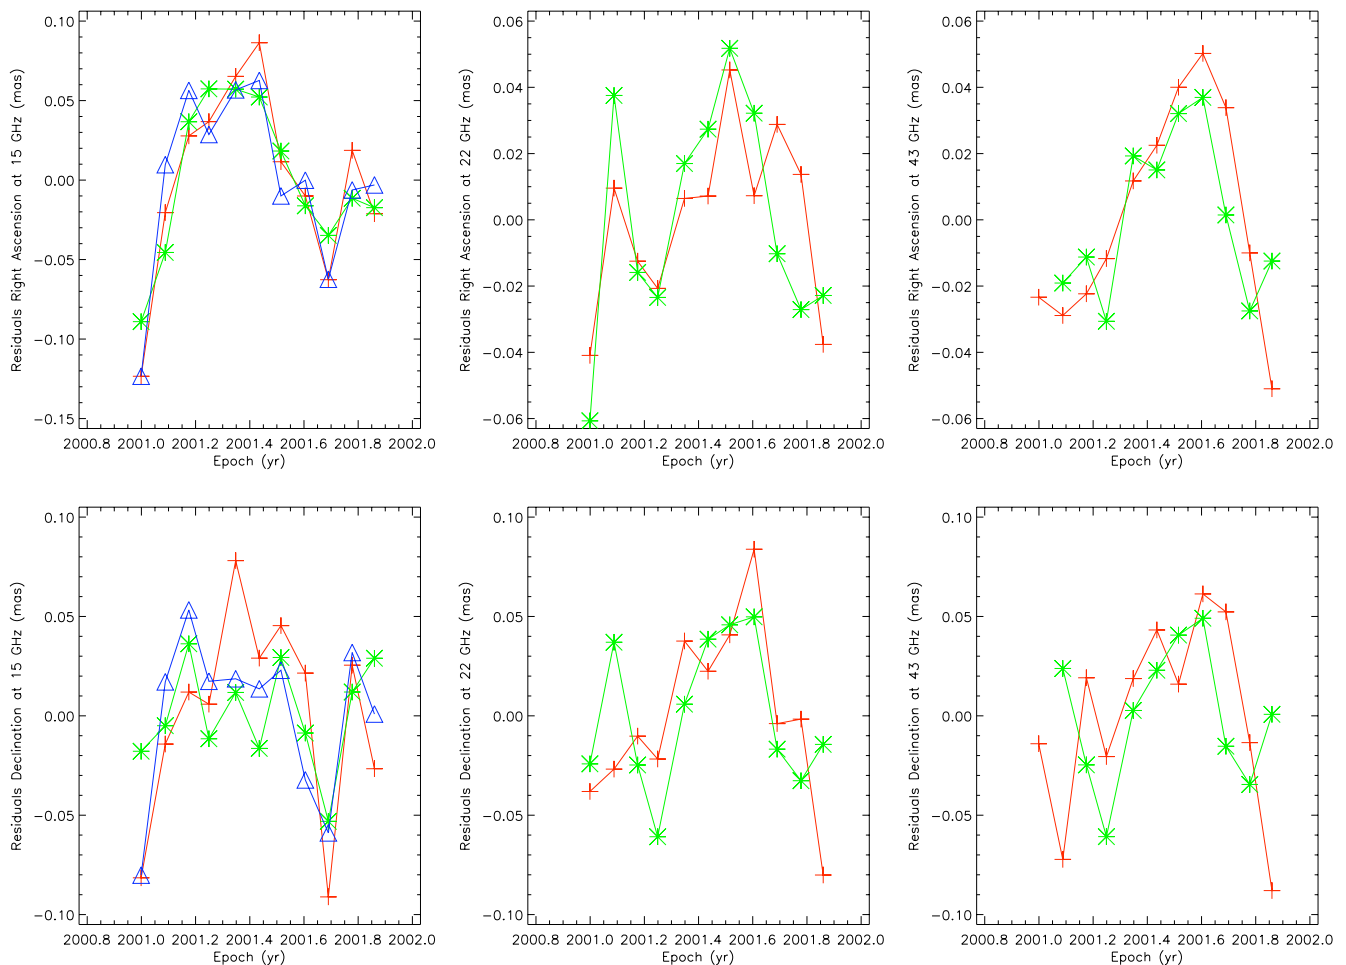 Residuals Right Ascension at 15 GHz (mas)
0.10
0.05
0.00
−0.05
−0.10
−0.15
2000.8 2001.0 2001.2 2001.4 2001.6 2001.8 2002.0
Epoch (yr)
Residuals Right Ascension at 22 GHz (mas)
0.06
0.04
0.02
0.00
−0.02
−0.04
−0.06
2000.8 2001.0 2001.2 2001.4 2001.6 2001.8 2002.0
Epoch (yr)
Residuals Right Ascension at 43 GHz (mas)
0.06
0.04
0.02
0.00
−0.02
−0.04
−0.06
2000.8 2001.0 2001.2 2001.4 2001.6 2001.8 2002.0
Epoch (yr)
Residuals Declination at 15 GHz (mas)
0.10
0.05
0.00
−0.05
−0.10
2000.8 2001.0 2001.2 2001.4 2001.6 2001.8 2002.0
Epoch (yr)
Residuals Declination at 22 GHz (mas)
0.10
0.05
0.00
−0.05
−0.10
2000.8 2001.0 2001.2 2001.4 2001.6 2001.8 2002.0
Epoch (yr)
Residuals Declination at 43 GHz (mas)
0.10
0.05
0.00
−0.05
−0.10
2000.8 2001.0 2001.2 2001.4 2001.6 2001.8 2002.0
Epoch (yr)